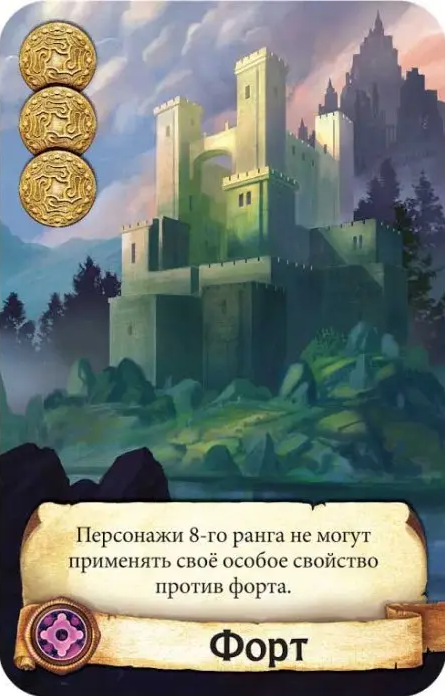 Персонажи 8-го ранга не могут
применять своё особое свойство
против форта.
Форт